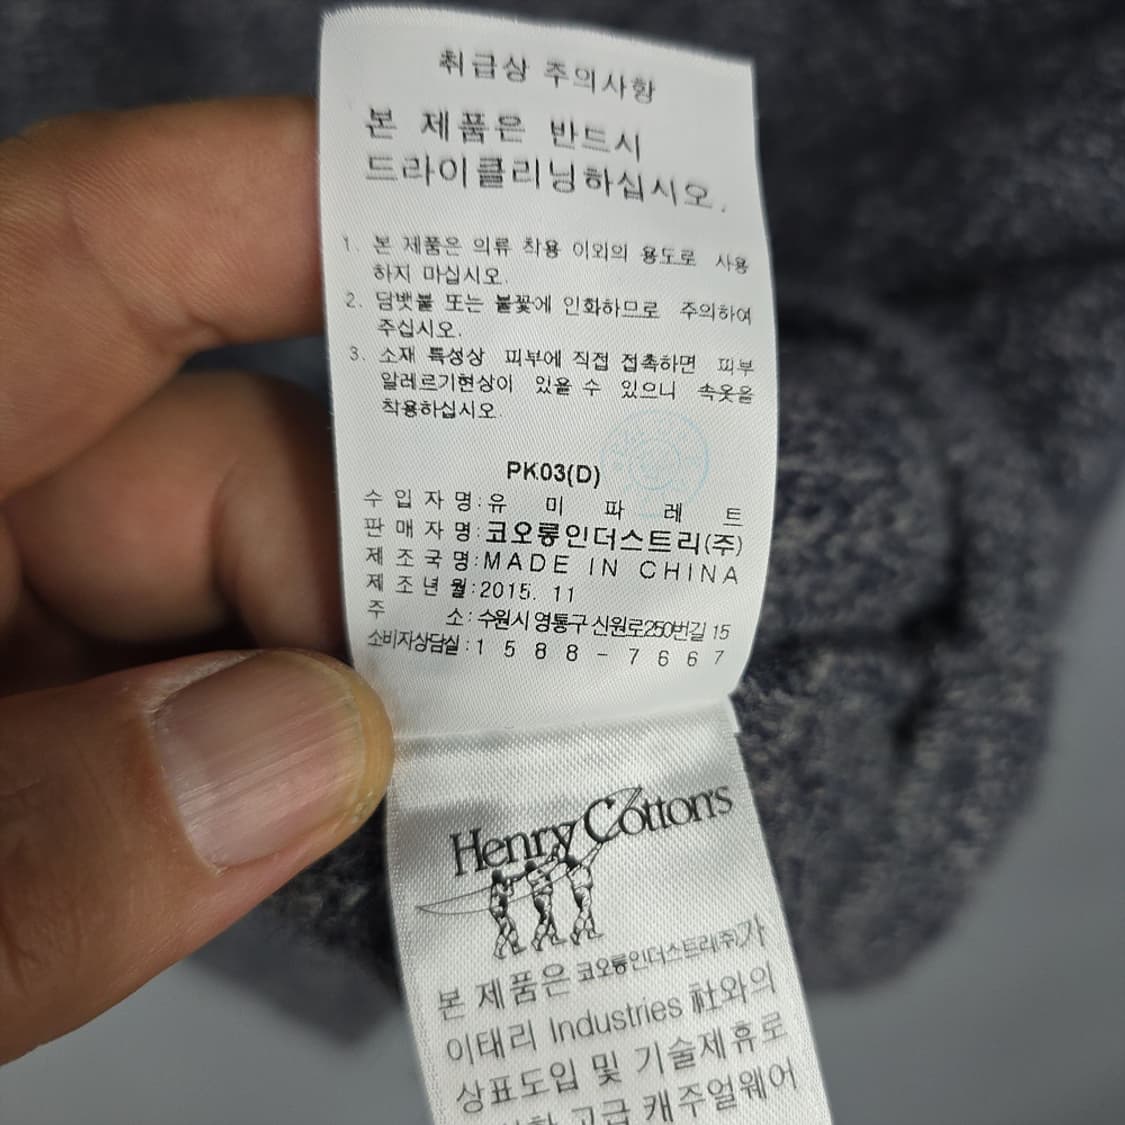 취급상 주의사항
본 제품은 반드시
드라이클리닝하십시오.
1. 본 제품은 의류 착용 이외의 용도로 사용
하지 마십시오.
2. 담뱃불 또는 불꽃에 인화하므로 주의하여
주십시오.
3. 소재 특성상 피부에 직접 접촉하면 피부
알레르기현상이 있을 수 있으니 속옷을
착용하십시오.
PK03(D)
수입자명:유미파레트
판매자명:코오롱인더스트리(주)
제조국명:MADE IN CHINA
제조년월:2015. 11
주 소:수원시 영통구 신원로250번길 15
소비자상담실:1588-7667
Henry Cotton's
본 제품은 코오롱인더스트리(주)가
이태리 Industries 社와의
상표도입 및 기술제휴로
고급 캐주얼웨어